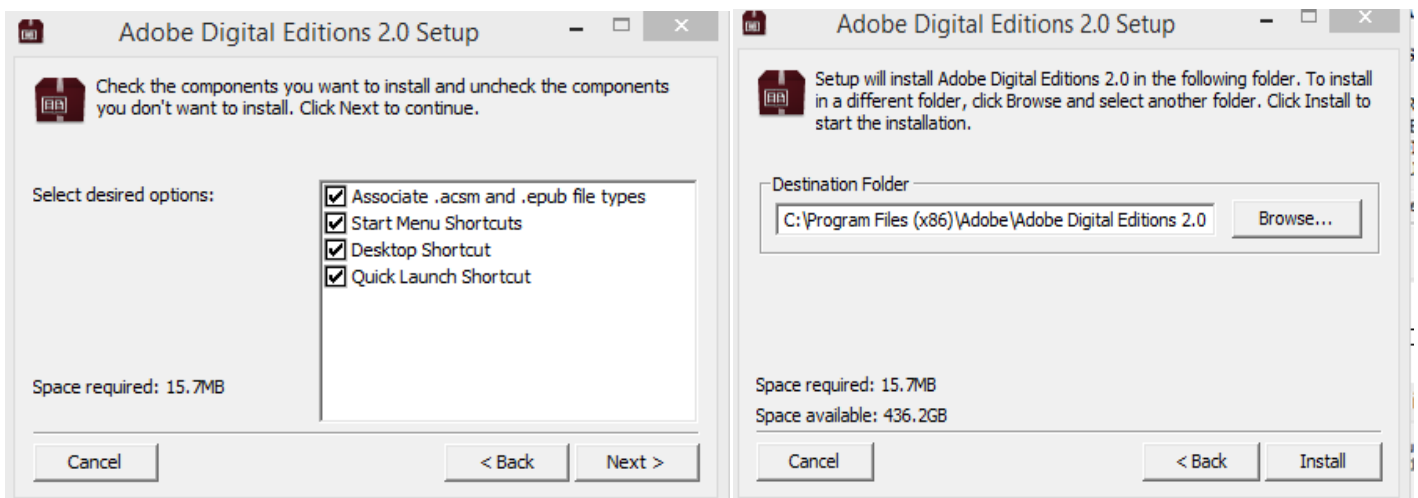 Adobe Digital Editions 2.0 Setup
Check the components you want to install and uncheck the components
you don't want to install. Click Next to continue.
Select desired options:
Associate .acsm and .epub file types
Start Menu Shortcuts
Desktop Shortcut
Quick Launch Shortcut
Space required: 15.7MB
Cancel
< Back
Next >
Adobe Digital Editions 2.0 Setup
Setup will install Adobe Digital Editions 2.0 in the following folder. To install
in a different folder, click Browse and select another folder. Click Install to
start the installation.
Destination Folder
C:\Program Files (x86)\Adobe\Adobe Digital Editions 2.0
Browse...
Space required: 15.7MB
Space available: 436.2GB
Cancel
< Back
Install